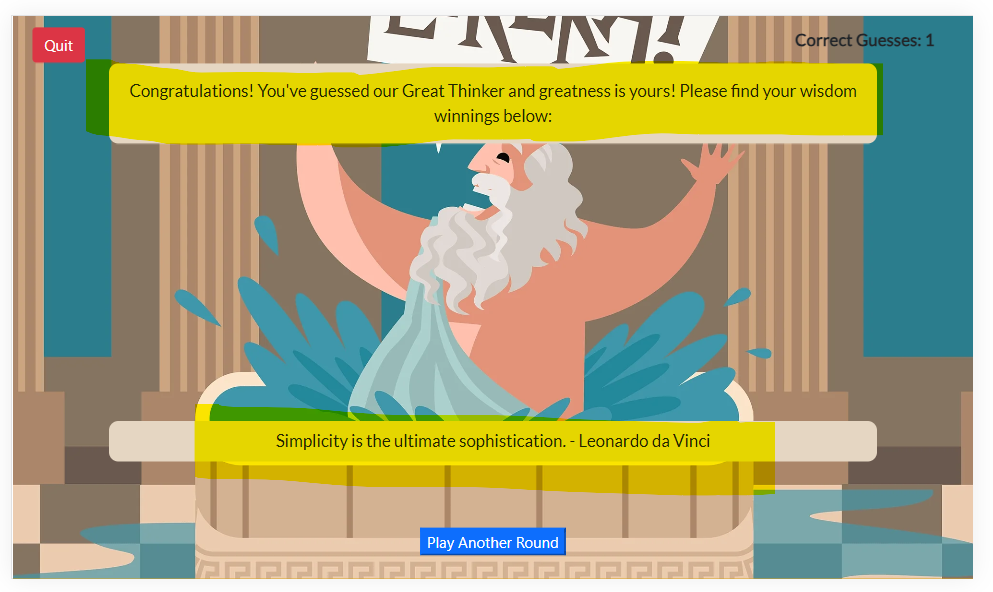 Quit
Correct Guesses: 1
Congratulations! You've guessed our Great Thinker and greatness is yours! Please find your wisdom
winnings below:
Simplicity is the ultimate sophistication. - Leonardo da Vinci
Play Another Round